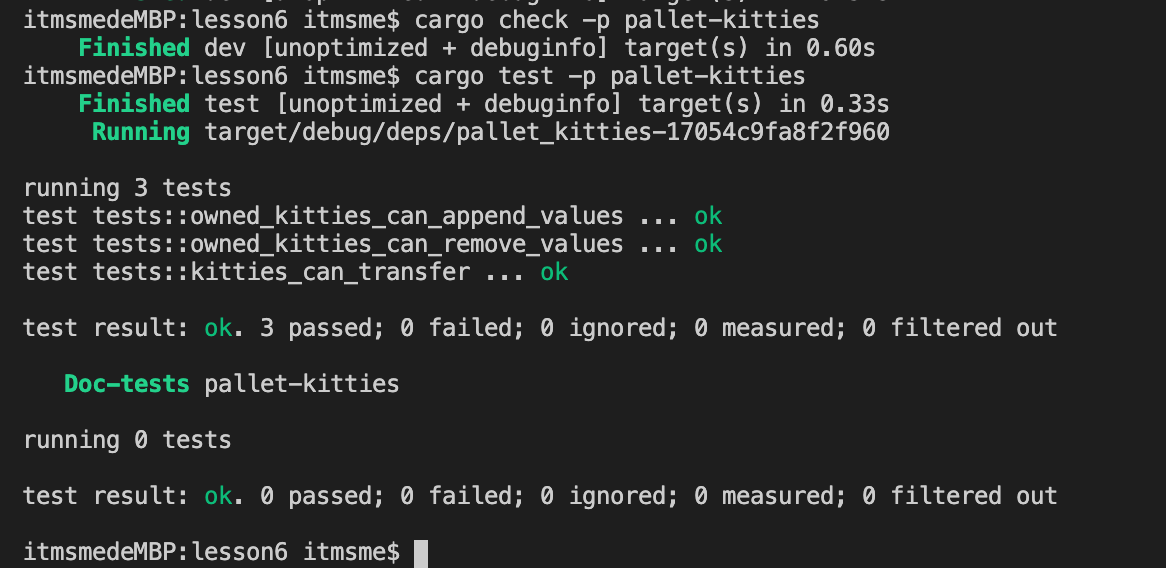 itmsmedeMBP:lesson6 itmsme$ cargo check -p pallet-kitties
Finished dev [unoptimized + debuginfo] target(s) in 0.60s
itmsmedeMBP:lesson6 itmsme$ cargo test -p pallet-kitties
Finished test [unoptimized + debuginfo] target(s) in 0.33s
Running target/debug/deps/pallet_kitties-17054c9fa8f2f960
running 3 tests
test tests::owned_kitties_can_append_values ... ok
test tests::owned_kitties_can_remove_values ... ok
test tests::kitties_can_transfer ... ok
test result: ok. 3 passed; 0 failed; 0 ignored; 0 measured; 0 filtered out
Doc-tests pallet-kitties
running 0 tests
test result: ok. 0 passed; 0 failed; 0 ignored; 0 measured; 0 filtered out
itmsmedeMBP:lesson6 itmsme$